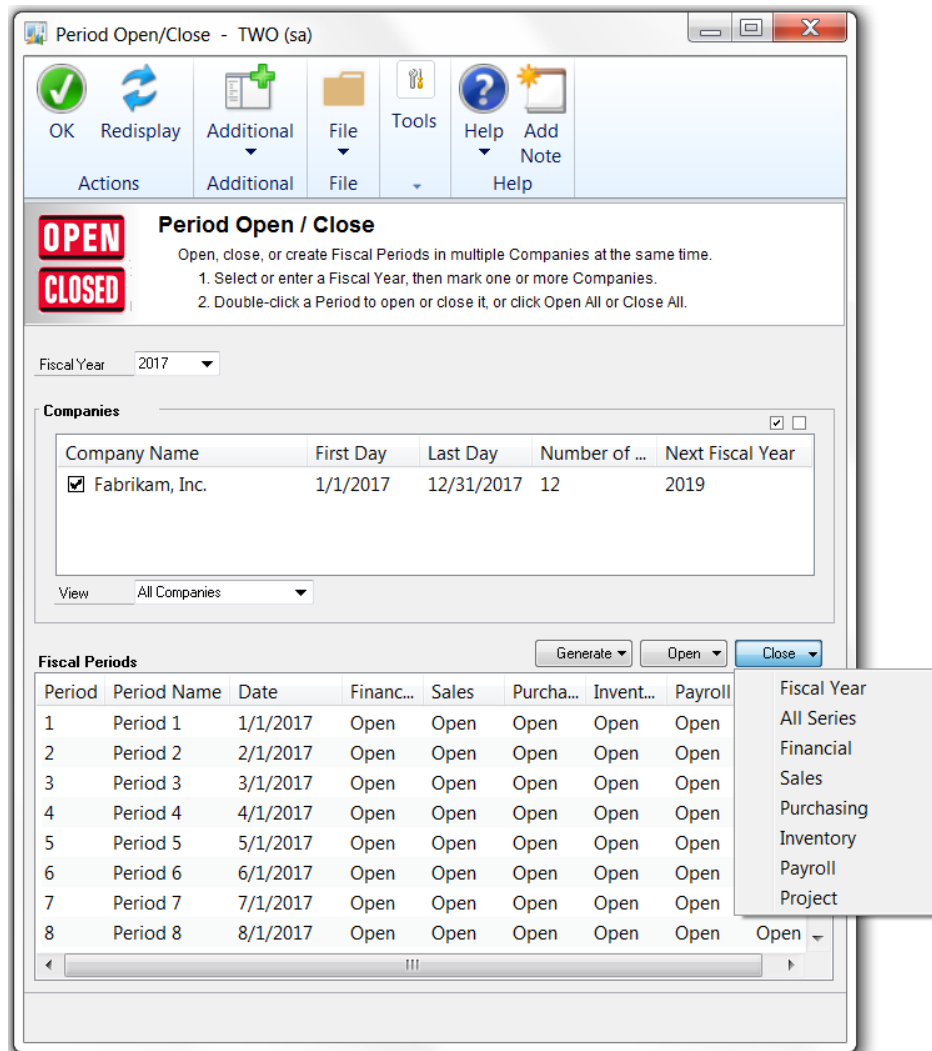 Period Open/Close - TWO (sa)
OK Redisplay Additional File Tools Help Add Note
Actions Additional File Help
OPEN
CLOSED
Period Open / Close
Open, close, or create Fiscal Periods in multiple Companies at the same time.
1. Select or enter a Fiscal Year, then mark one or more Companies.
2. Double-click a Period to open or close it, or click Open All or Close All.
Fiscal Year 2017
Companies
Company Name First Day Last Day Number of ... Next Fiscal Year
Fabrikam, Inc. 1/1/2017 12/31/2017 12 2019
View All Companies
Fiscal Periods Generate Open Close
Period Period Name Date Financ... Sales Purcha... Invent... Payroll
1 Period 1 1/1/2017 Open Open Open Open Open
2 Period 2 2/1/2017 Open Open Open Open Open
3 Period 3 3/1/2017 Open Open Open Open Open
4 Period 4 4/1/2017 Open Open Open Open Open
5 Period 5 5/1/2017 Open Open Open Open Open
6 Period 6 6/1/2017 Open Open Open Open Open
7 Period 7 7/1/2017 Open Open Open Open Open
8 Period 8 8/1/2017 Open Open Open Open Open Open
Fiscal Year
All Series
Financial
Sales
Purchasing
Inventory
Payroll
Project